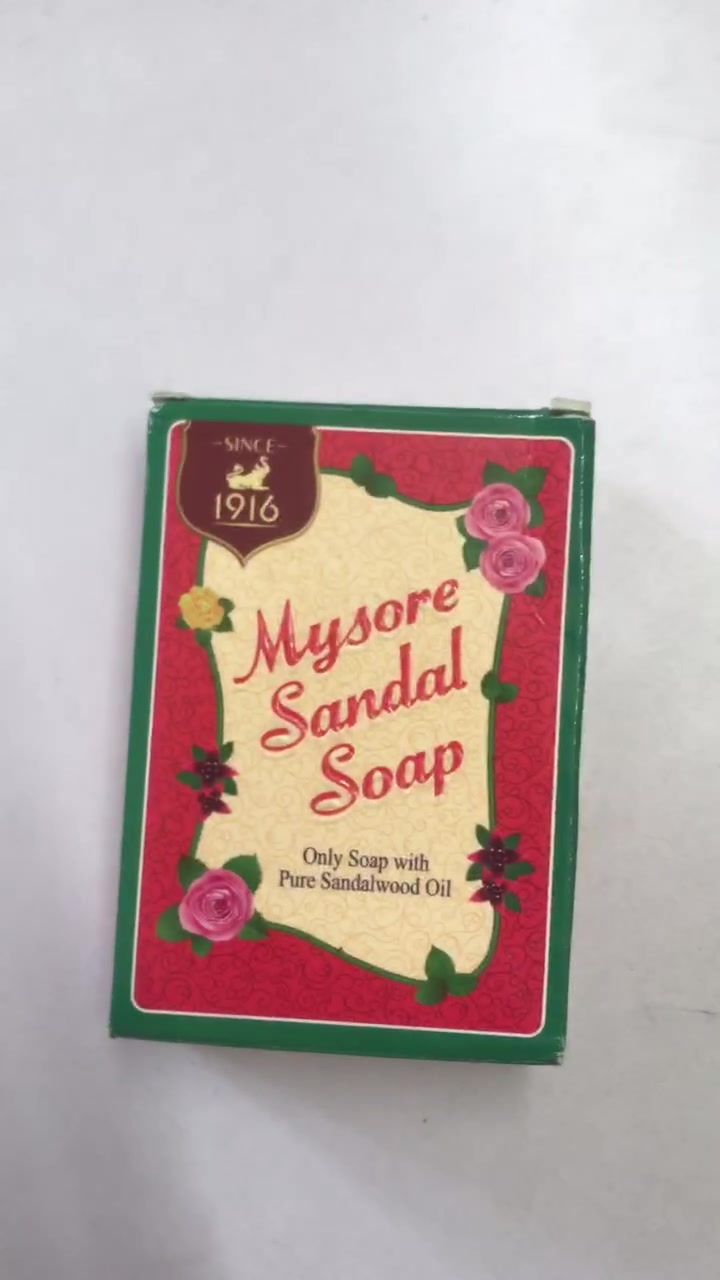 -SINCE-
1916
Mysore
Sandal
Soap
Only Soap with
Pure Sandalwood Oil